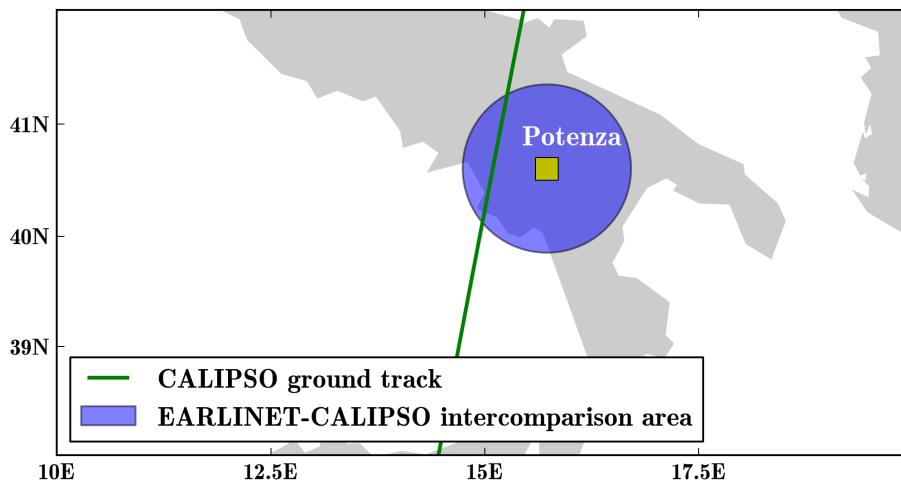 41N
Potenza
40N
39N
CALIPSO ground track
EARLINET-CALIPSO intercomparison area
10E 12.5E 15E 17.5E